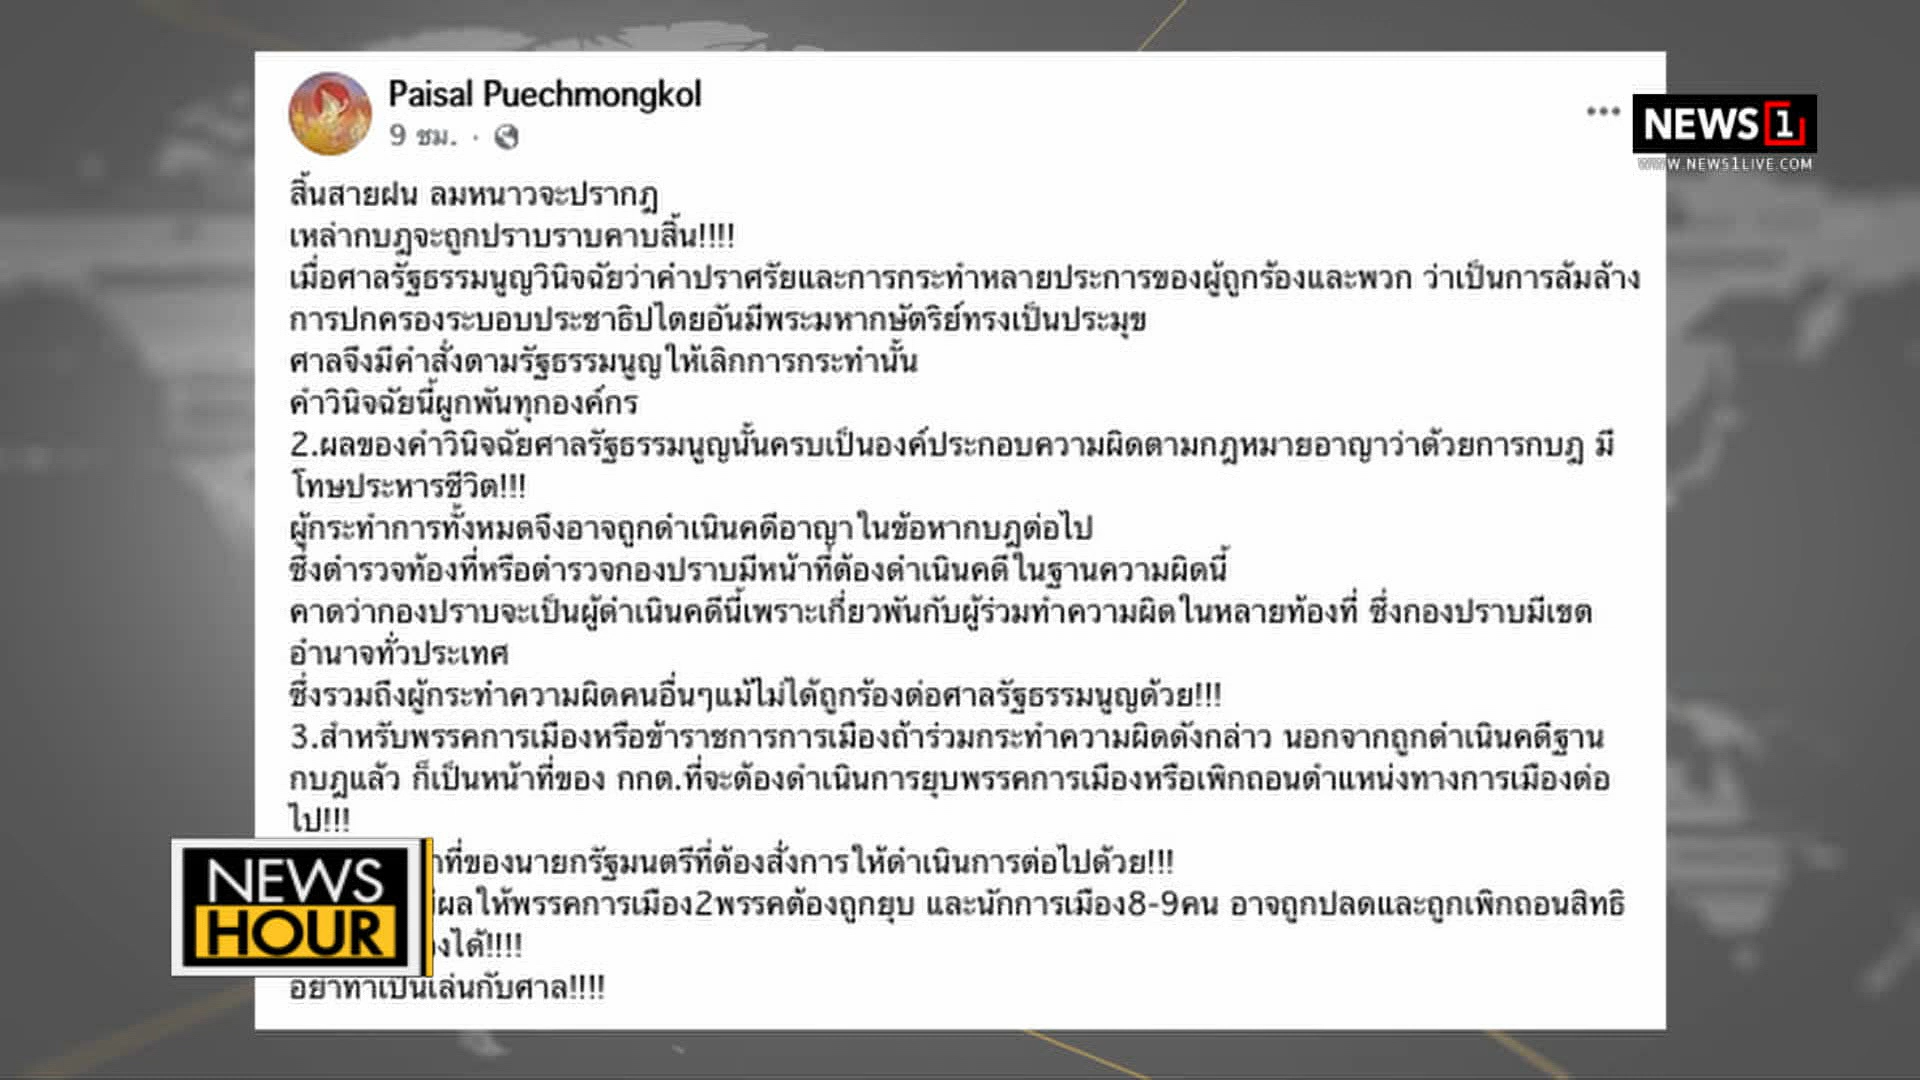 Paisal Puechmongkol
9 ชม. ·
NEWS 1
WWW.NEWS1LIVE.COM
สิ้นสายฝน ลมหนาวจะปรากฎ
เหล่ากบฎจะถูกปราบราบคาบสิ้น!!!!
เมื่อศาลรัฐธรรมนูญวินิจฉัยว่าคำปราศรัยและการกระทำหลายประการของผู้ถูกร้องและพวก ว่าเป็นการล้มล้าง
การปกครองระบอบประชาธิปไตยอันมีพระมหากษัตริย์ทรงเป็นประมุข
ศาลจึงมีคำสั่งตามรัฐธรรมนูญให้เลิกการกระทำนั้น
คำวินิจฉัยนี้ผูกพันทุกองค์กร
2.ผลของคำวินิจฉัยศาลรัฐธรรมนูญนั้นครบเป็นองค์ประกอบความผิดตามกฎหมายอาญาว่าด้วยการกบฎ มี
โทษประหารชีวิต!!!
ผู้กระทำการทั้งหมดจึงอาจถูกดำเนินคดีอาญาในข้อหากบฎต่อไป
ซึ่งตำรวจท้องที่หรือตำรวจกองปราบมีหน้าที่ต้องดำเนินคดีในฐานความผิดนี้
คาดว่ากองปราบจะเป็นผู้ดำเนินคดีนี้เพราะเกี่ยวพันกับผู้ร่วมทำความผิดในหลายท้องที่ ซึ่งกองปราบมีเขต
อำนาจทั่วประเทศ
ซึ่งรวมถึงผู้กระทำความผิดคนอื่นๆแม้ไม่ได้ถูกร้องต่อศาลรัฐธรรมนูญด้วย!!!
3.สำหรับพรรคการเมืองหรือข้าราชการการเมืองถ้าร่วมกระทำความผิดดังกล่าว นอกจากถูกดำเนินคดีฐาน
กบฎแล้ว ก็เป็นหน้าที่ของ กกต.ที่จะต้องดำเนินการยุบพรรคการเมืองหรือเพิกถอนตำแหน่งทางการเมืองต่อ
ไป!!!
ที่ของนายกรัฐมนตรีที่ต้องสั่งการให้ดำเนินการต่อไปด้วย!!!
ผลให้พรรคการเมือง2พรรคต้องถูกยุบ และนักการเมือง8-9คน อาจถูกปลดและถูกเพิกถอนสิทธิ
ได้!!!!
อย่าทำเป็นเล่นกับศาล!!!!
NEWS
HOUR